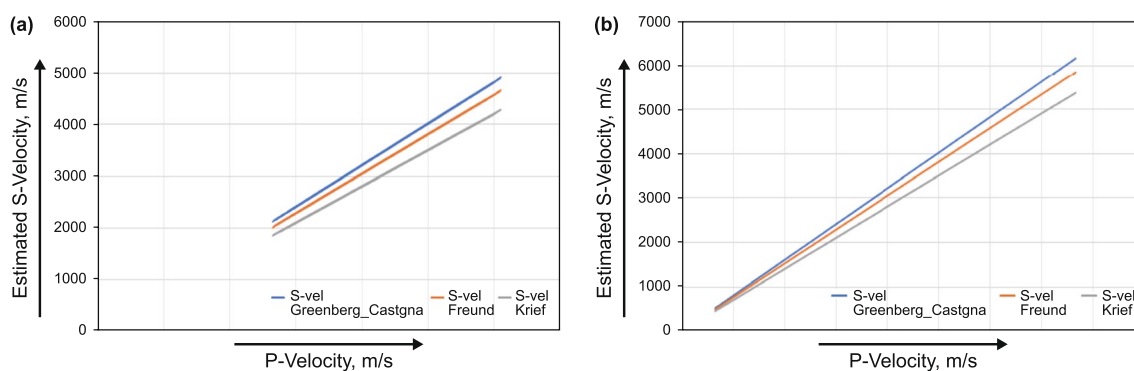 (a)
6000
5000
4000
3000
2000
1000
0
Estimated S-Velocity, m/s
S-vel
Greenberg_Castgna
S-vel
Freund
S-vel
Krief
P-Velocity, m/s
(b)
7000
6000
5000
4000
3000
2000
1000
0
Estimated S-Velocity, m/s
S-vel
Greenberg_Castgna
S-vel
Freund
S-vel
Krief
P-Velocity, m/s